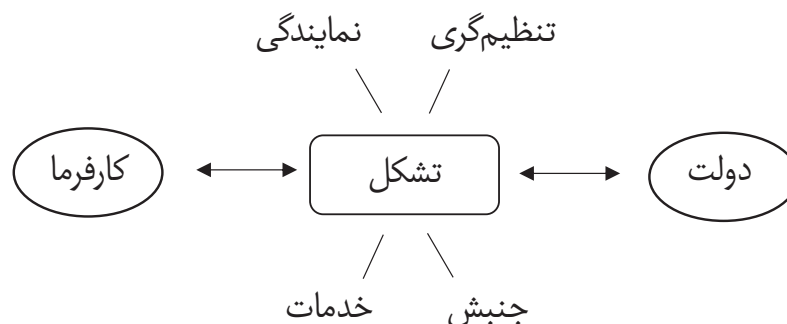 تنظیم‌گری نمایندگی
دولت تشکل کارفرما
جنبش خدمات